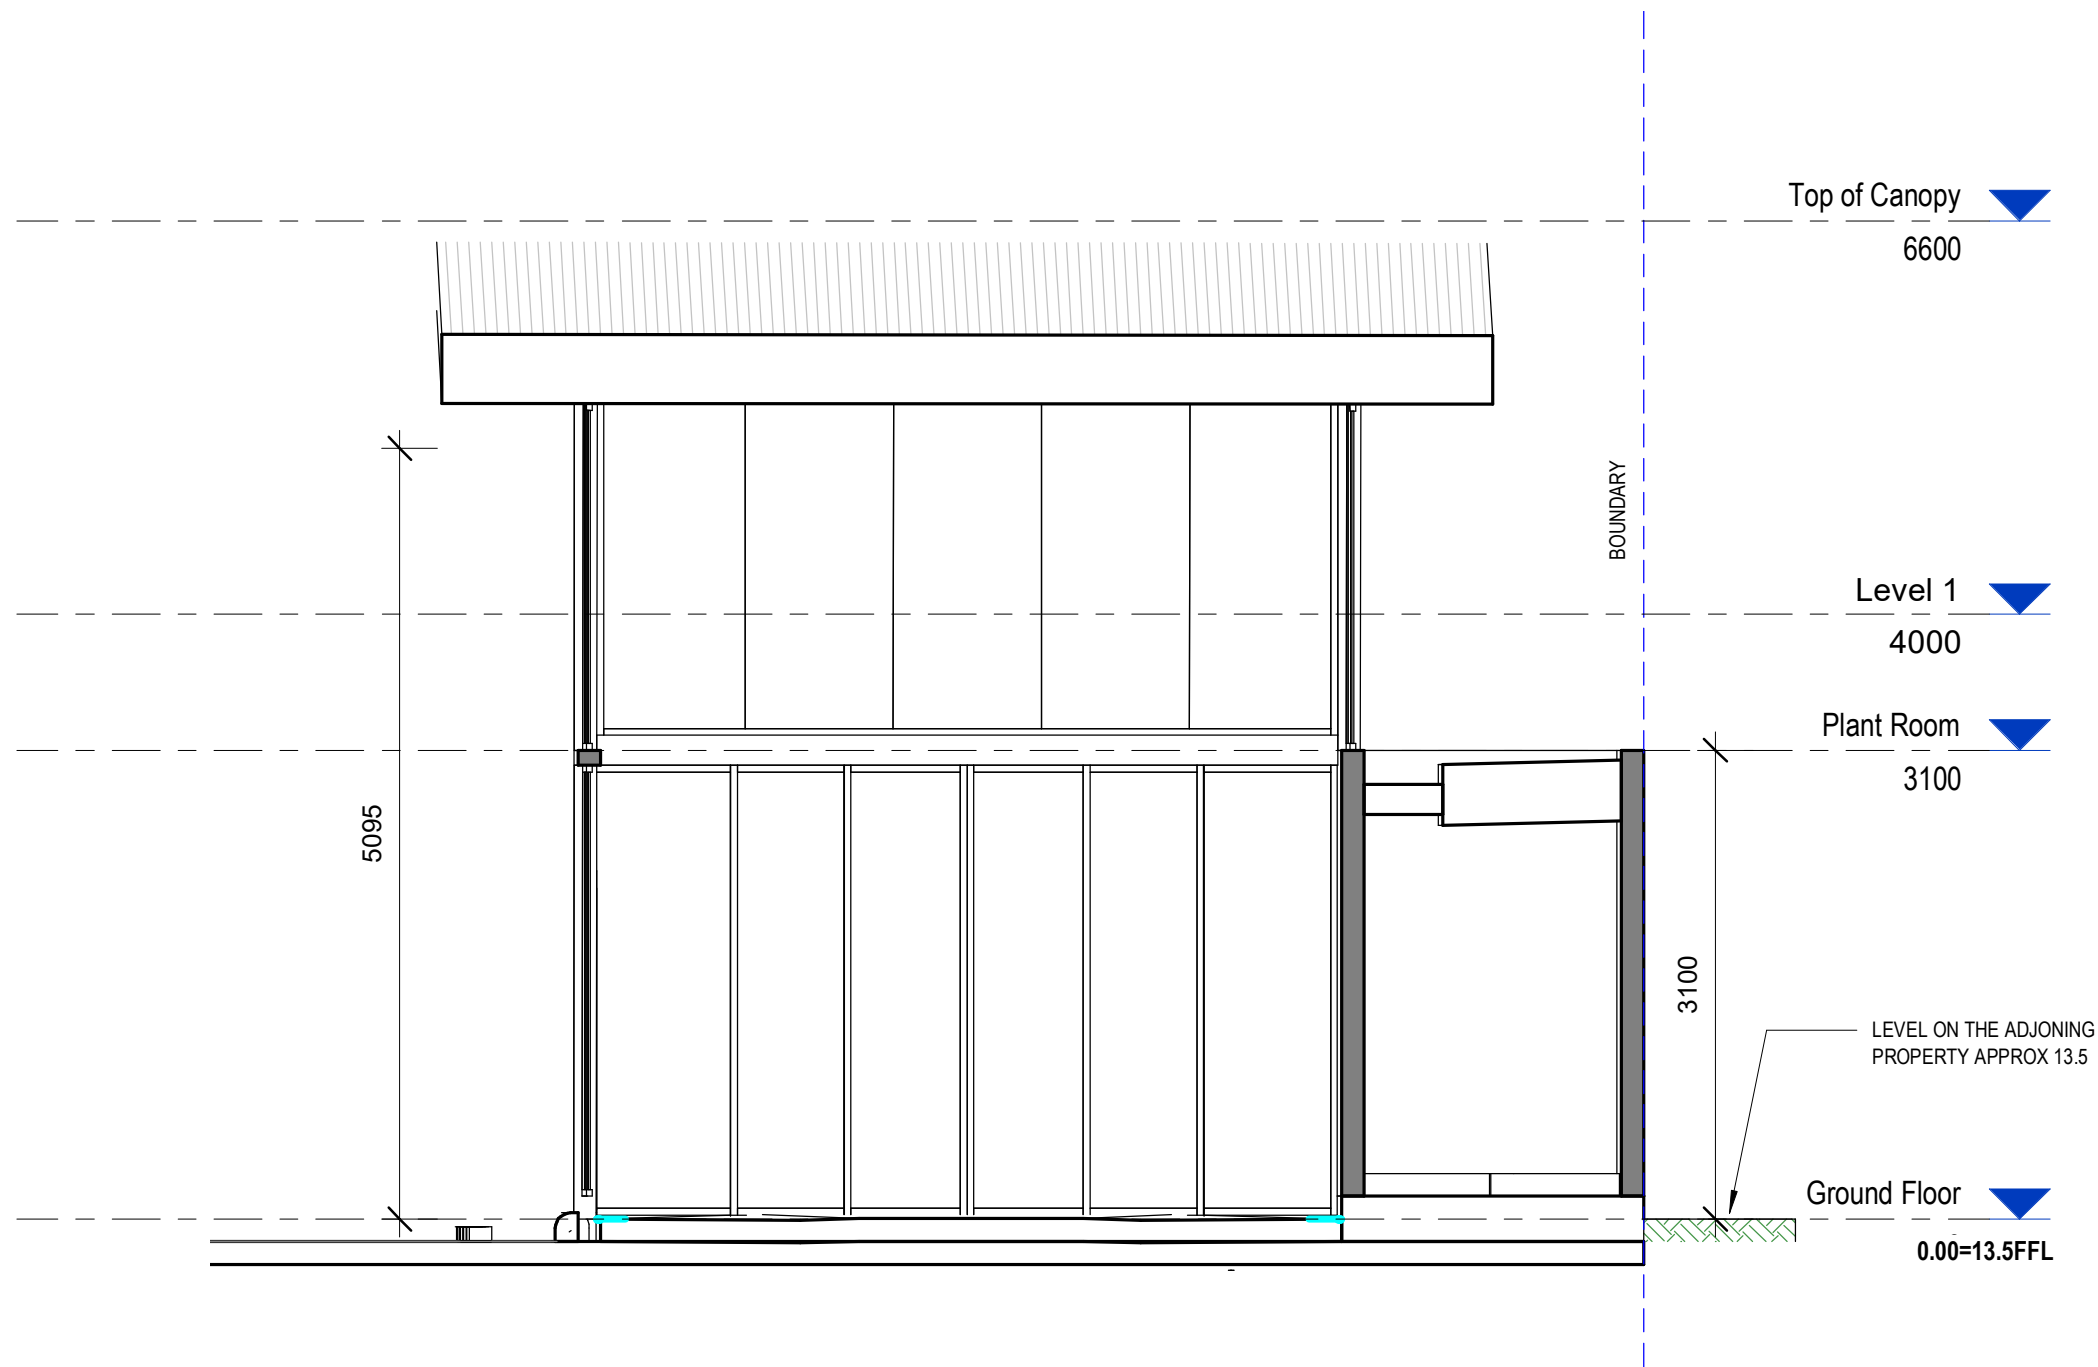 Top of Canopy
6600
BOUNDARY
Level 1
4000
Plant Room
3100
5095
3100
LEVEL ON THE ADJONING
PROPERTY APPROX 13.5
Ground Floor
0.00=13.5FFL